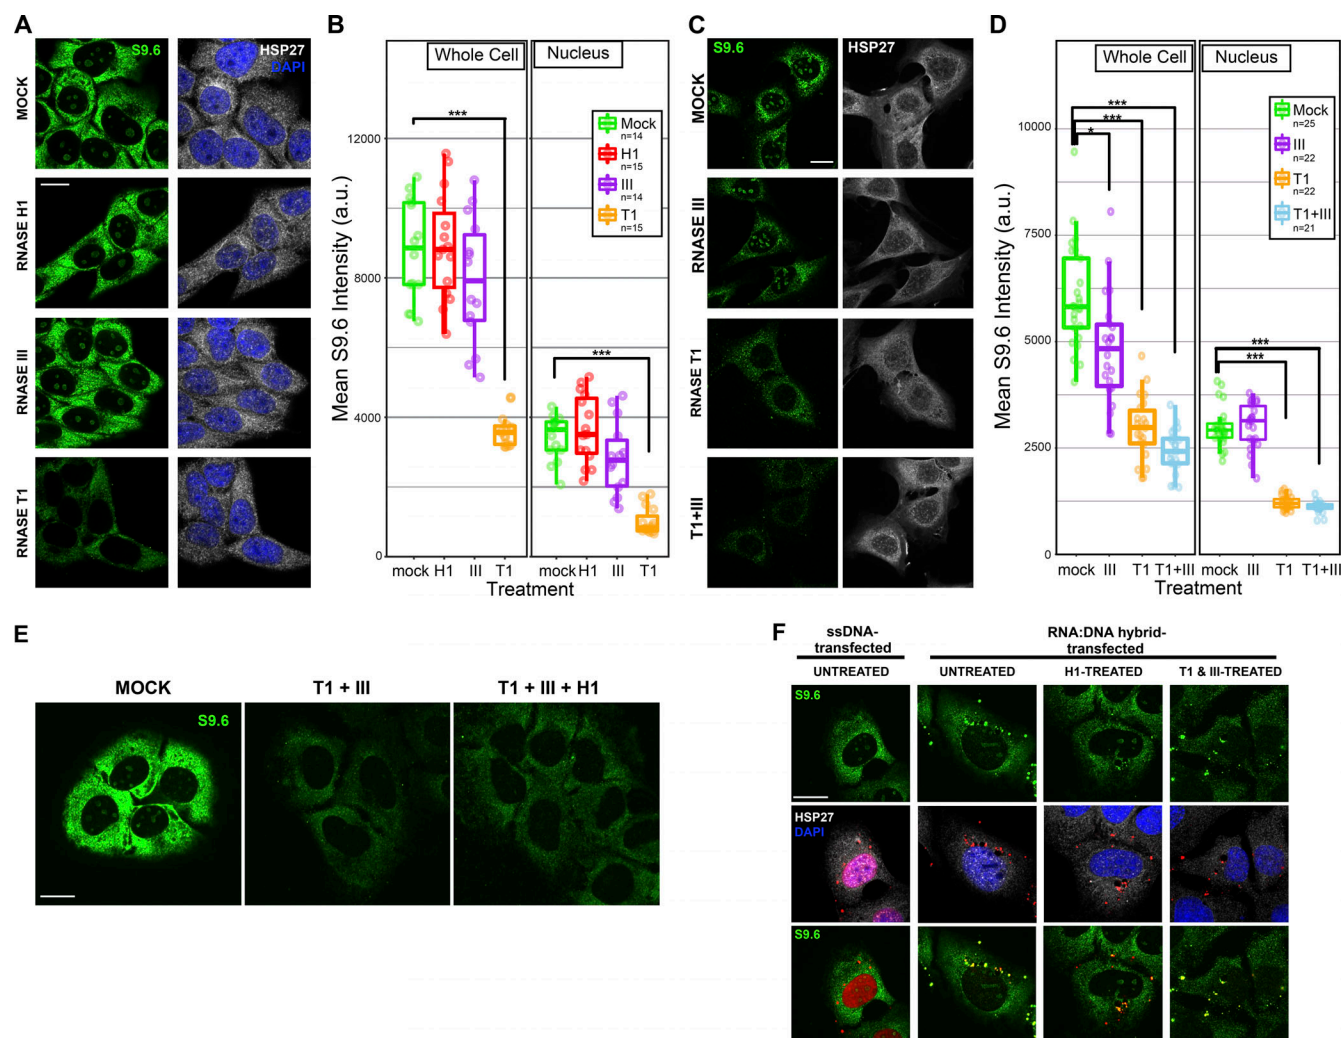 A
S9.6
HSP27
DAPI
MOCK
RNASE H1
RNASE III
RNASE T1
B
Whole Cell
Nucleus
Mean S9.6 Intensity (a.u.)
12000
8000
4000
0
***
***
Mock
n=14
H1
n=15
III
n=14
T1
n=15
mock H1 III T1
mock H1 III T1
Treatment
C
S9.6
HSP27
MOCK
RNASE III
RNASE T1
T1+III
D
Whole Cell
Nucleus
Mean S9.6 Intensity (a.u.)
10000
7500
5000
2500
0
***
***
*
***
***
Mock
n=25
III
n=22
T1
n=22
T1+III
n=21
mock III T1 T1+III
mock III T1 T1+III
Treatment
E
MOCK
T1 + III
T1 + III + H1
S9.6
F
ssDNA-
transfected
RNA:DNA hybrid-
transfected
UNTREATED
UNTREATED
H1-TREATED
T1 & III-TREATED
S9.6
HSP27
DAPI
S9.6